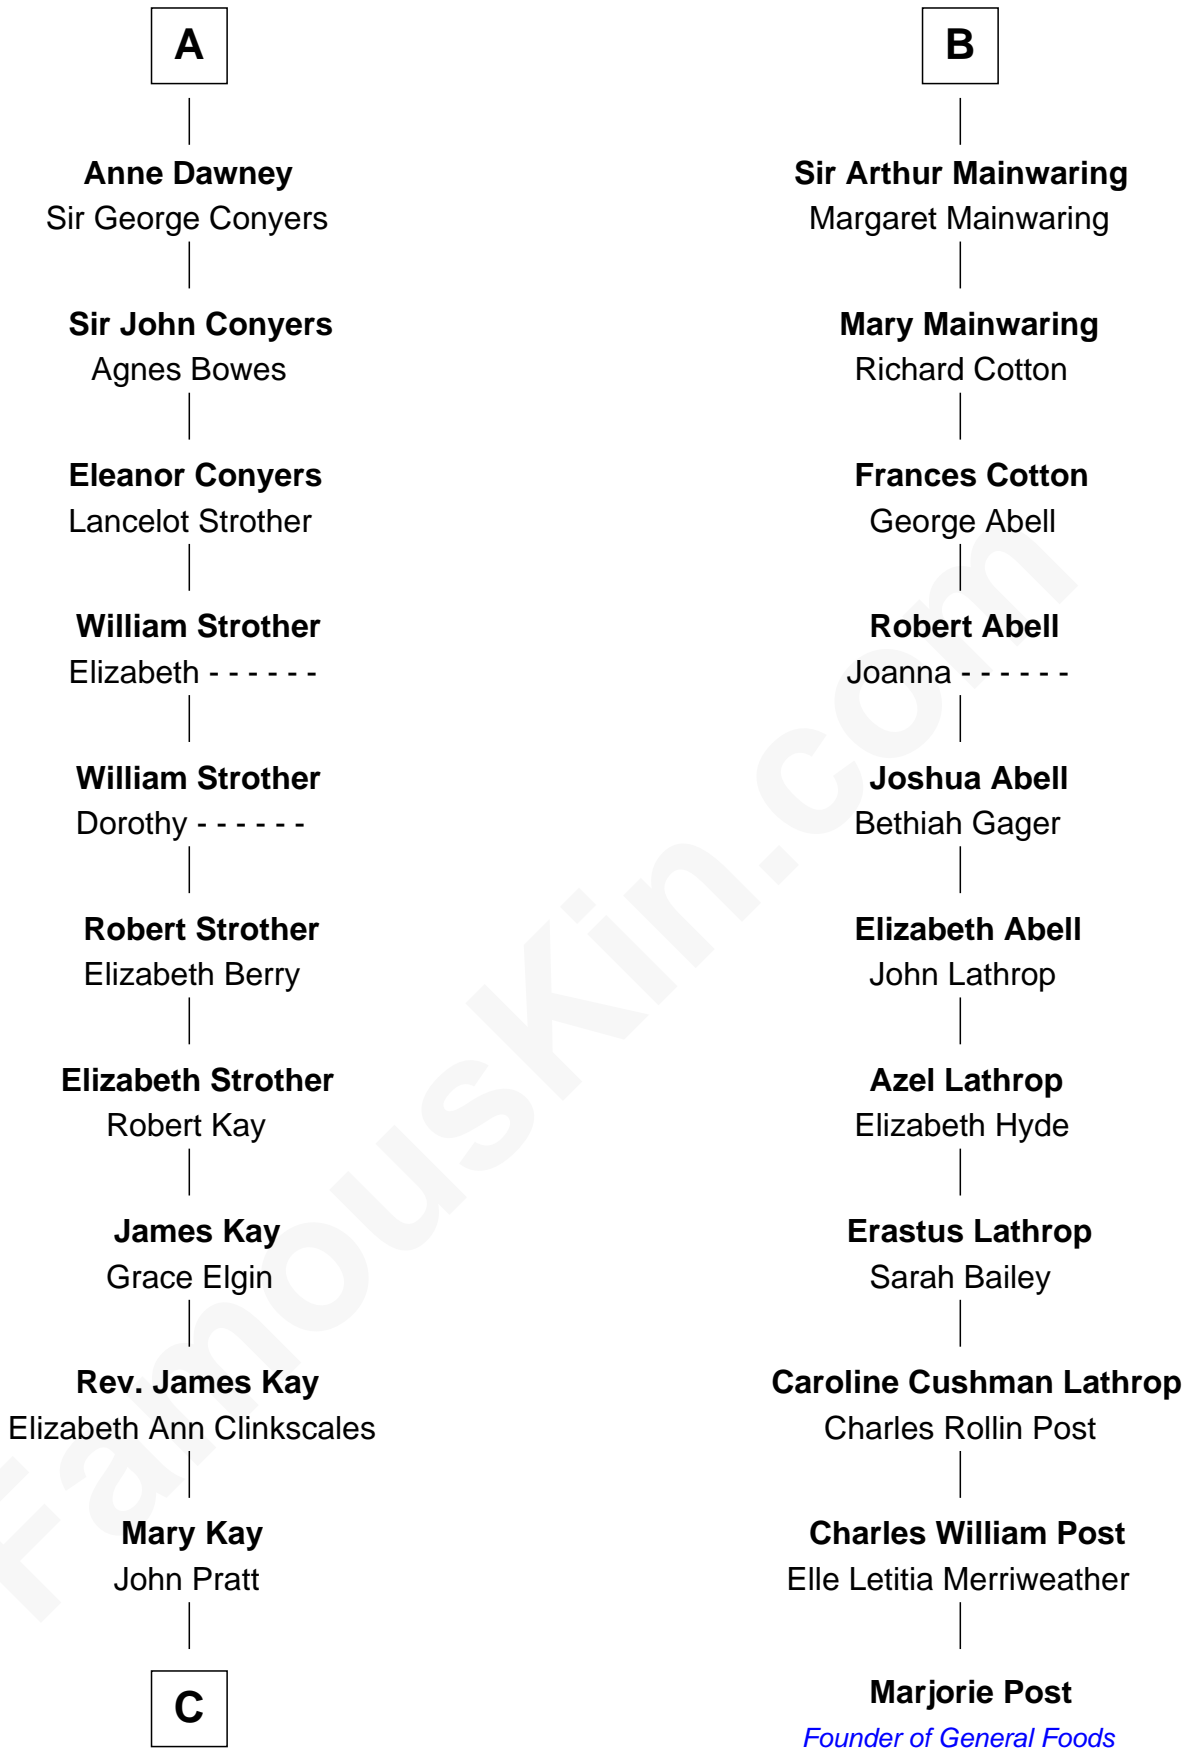 A
Anne Dawney
Sir George Conyers
Sir John Conyers
Agnes Bowes
Eleanor Conyers
Lancelot Strother
William Strother
Elizabeth - - - - - -
William Strother
Dorothy - - - - - -
Robert Strother
Elizabeth Berry
Elizabeth Strother
Robert Kay
James Kay
Grace Elgin
Rev. James Kay
Elizabeth Ann Clinkscales
Mary Kay
John Pratt
C
B
Sir Arthur Mainwaring
Margaret Mainwaring
Mary Mainwaring
Richard Cotton
Frances Cotton
George Abell
Robert Abell
Joanna - - - - - -
Joshua Abell
Bethiah Gager
Elizabeth Abell
John Lathrop
Azel Lathrop
Elizabeth Hyde
Erastus Lathrop
Sarah Bailey
Caroline Cushman Lathrop
Charles Rollin Post
Charles William Post
Elle Letitia Merriweather
Marjorie Post
Founder of General Foods
FamousKin.com